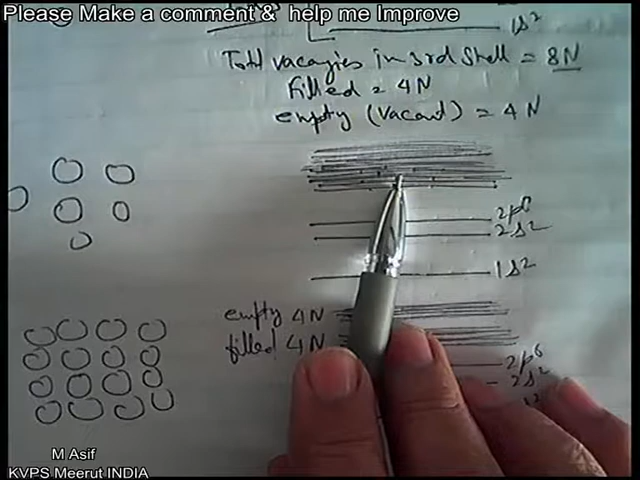 Please Make a comment & help me Improve
1s²
Total vacancies in 3rd shell = 8N
filled = 4N
empty (vacant) = 4N
2p⁶
2s²
1s²
empty 4N
filled 4N
2p⁶
2s²
M Asif
KVPS Meerut INDIA